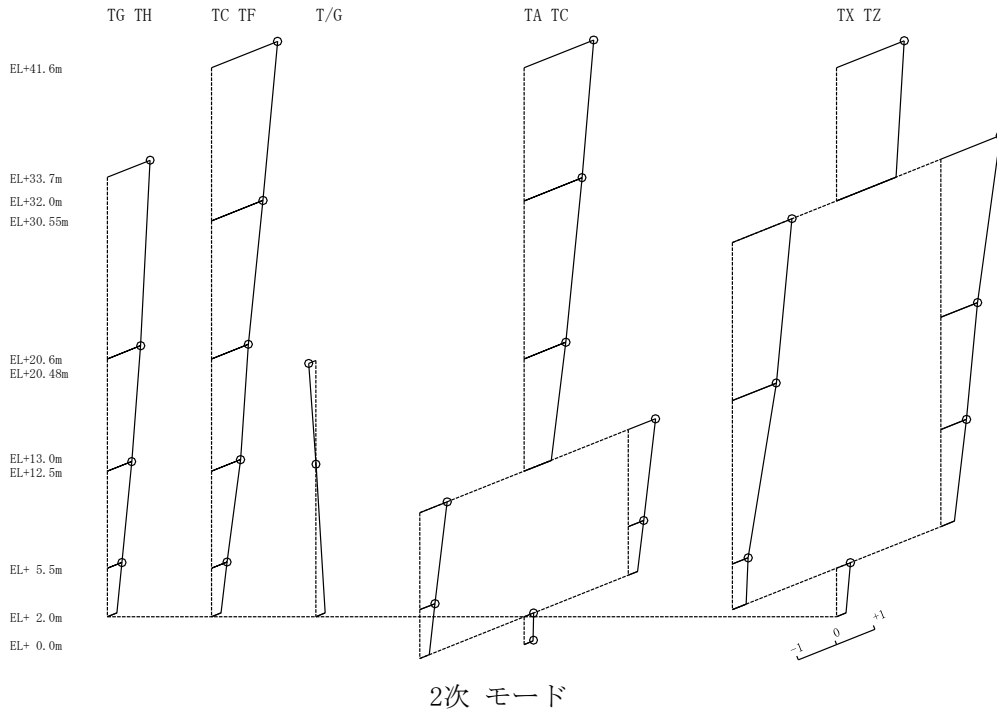 TG TH TC TF T/G TA TC TX TZ
EL+41.6m
EL+33.7m
EL+32.0m
EL+30.55m
EL+20.6m
EL+20.48m
EL+13.0m
EL+12.5m
EL+ 5.5m
EL+ 2.0m
EL+ 0.0m
-1 0 +1
2次 モード